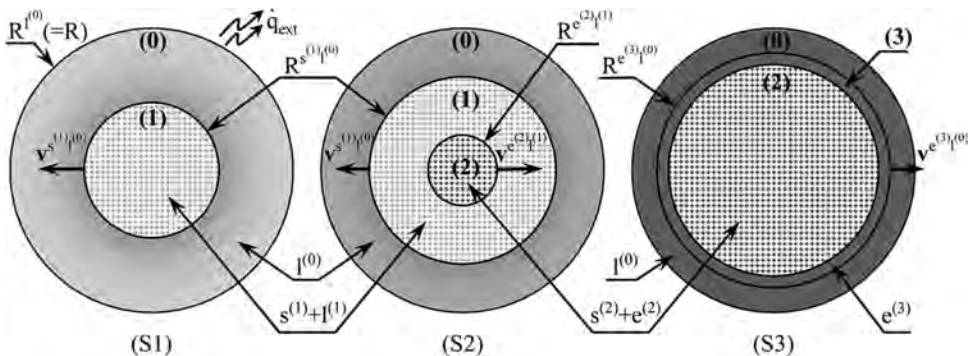 R^{l^{(0)}}(=R)
q̇_{ext}
(0)
R^{s^{(1)}l^{(0)}}
(1)
v^{s^{(1)}l^{(0)}}
l^{(0)}
s^{(1)}+l^{(1)}
(S1)
(0)
R^{e^{(2)}l^{(1)}}
(1)
v^{s^{(1)}l^{(0)}}
(2)
v^{e^{(2)}l^{(1)}}
(S2)
(0)
(3)
R^{e^{(3)}l^{(0)}}
(2)
v^{e^{(3)}l^{(0)}}
l^{(0)}
s^{(2)}+e^{(2)}
e^{(3)}
(S3)